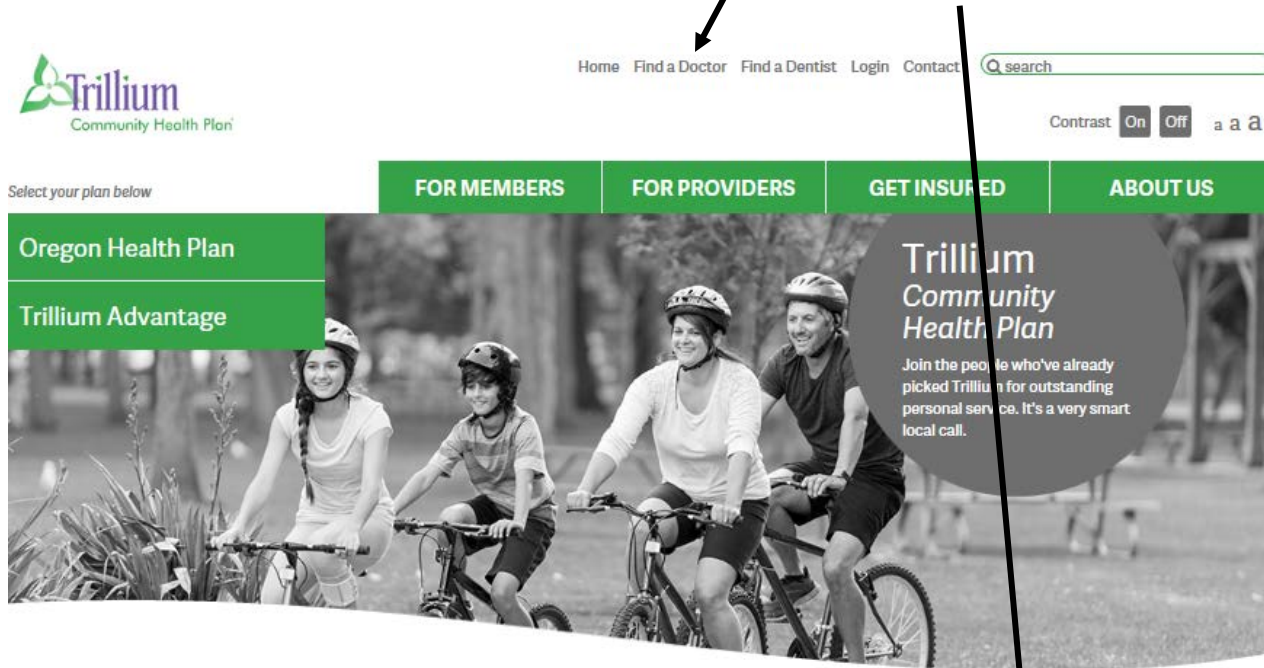 Home Find a Doctor Find a Dentist Login Contact search
Trillium
Community Health Plan
Contrast On Off a a a
Select your plan below
FOR MEMBERS FOR PROVIDERS GET INSURED ABOUT US
Oregon Health Plan
Trillium Advantage
Trillium
Community
Health Plan
Join the people who've already
picked Trillium for outstanding
personal service. It's a very smart
local call.